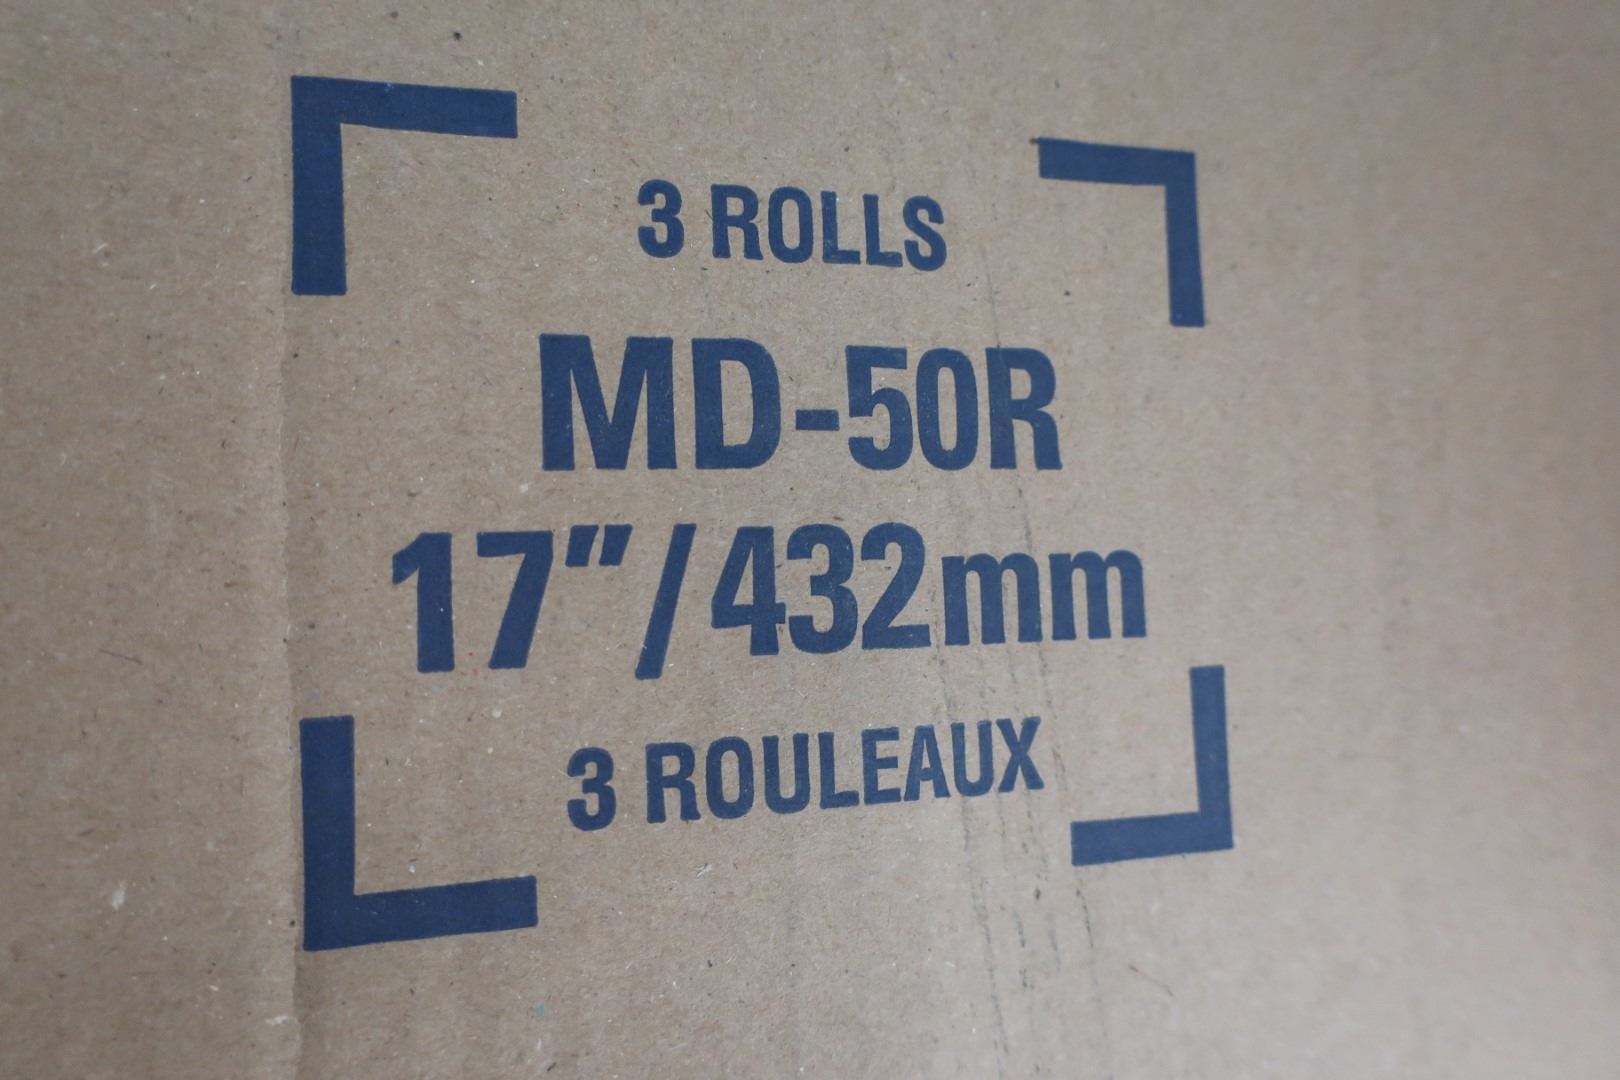 3 ROLLS
MD-50R
17"/432mm
3 ROULEAUX